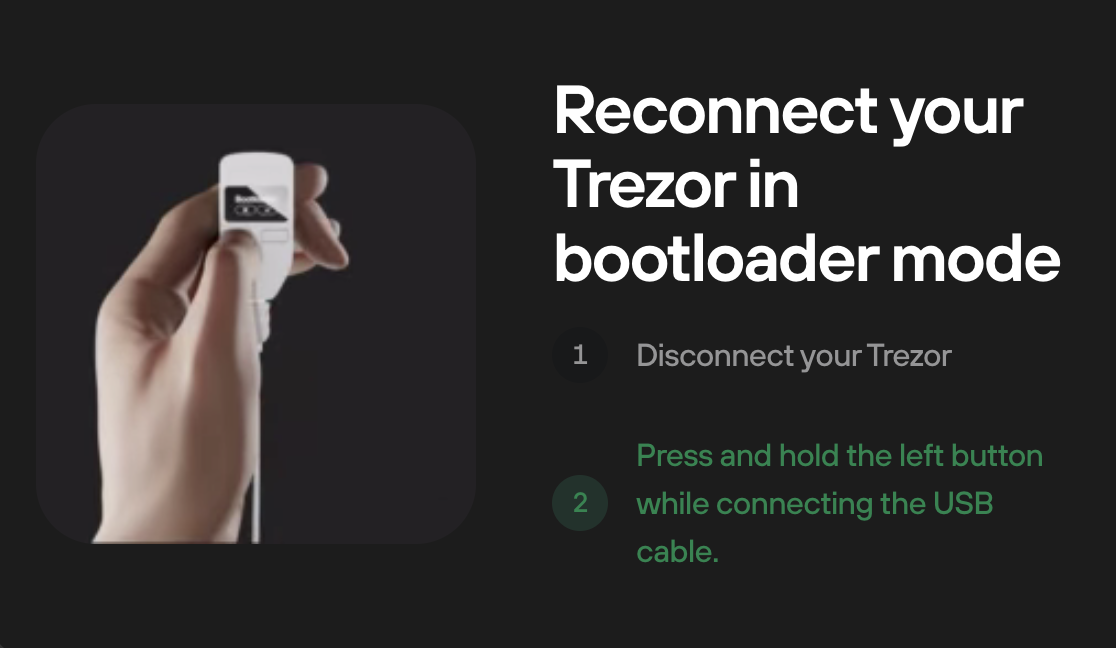 Reconnect your
Trezor in
bootloader mode
1 Disconnect your Trezor
Press and hold the left button
2 while connecting the USB
cable.